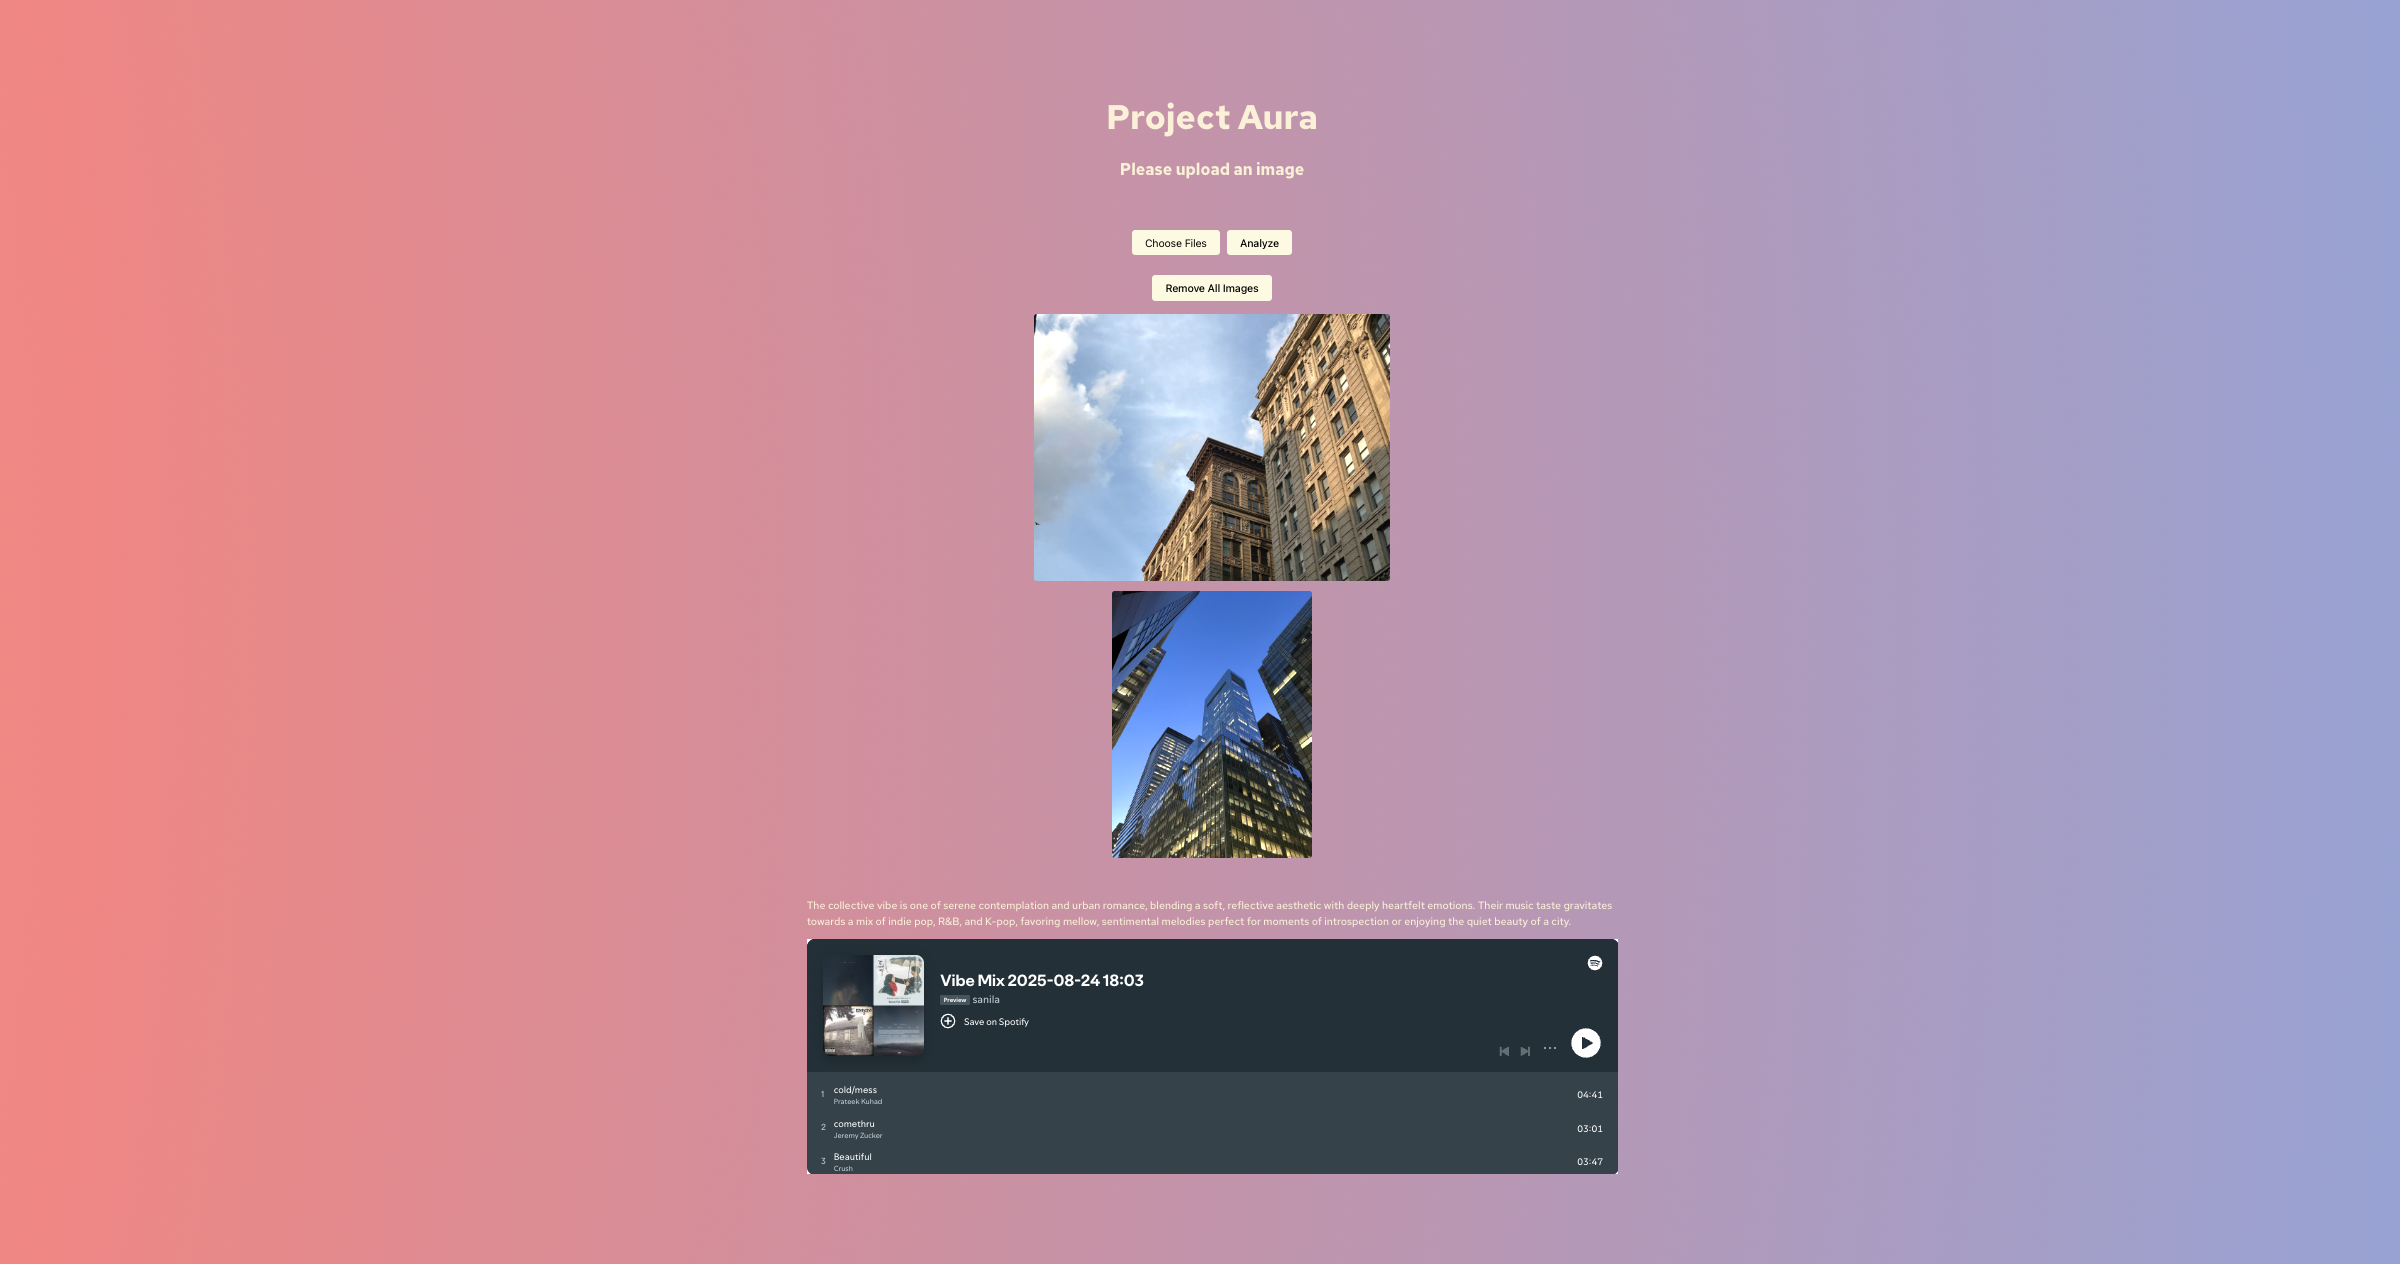 Project Aura
Please upload an image
Choose Files
Analyze
Remove All Images
The collective vibe is one of serene contemplation and urban romance, blending a soft, reflective aesthetic with deeply heartfelt emotions. Their music taste gravitates
towards a mix of indie pop, R&B, and K-pop, favoring mellow, sentimental melodies perfect for moments of introspection or enjoying the quiet beauty of a city.
Vibe Mix 2025-08-24 18:03
Preview sanila
Save on Spotify
1 cold/mess 04:41
Prateek Kuhad
2 comethru 03:01
Jeremy Zucker
3 Beautiful 03:47
Crush